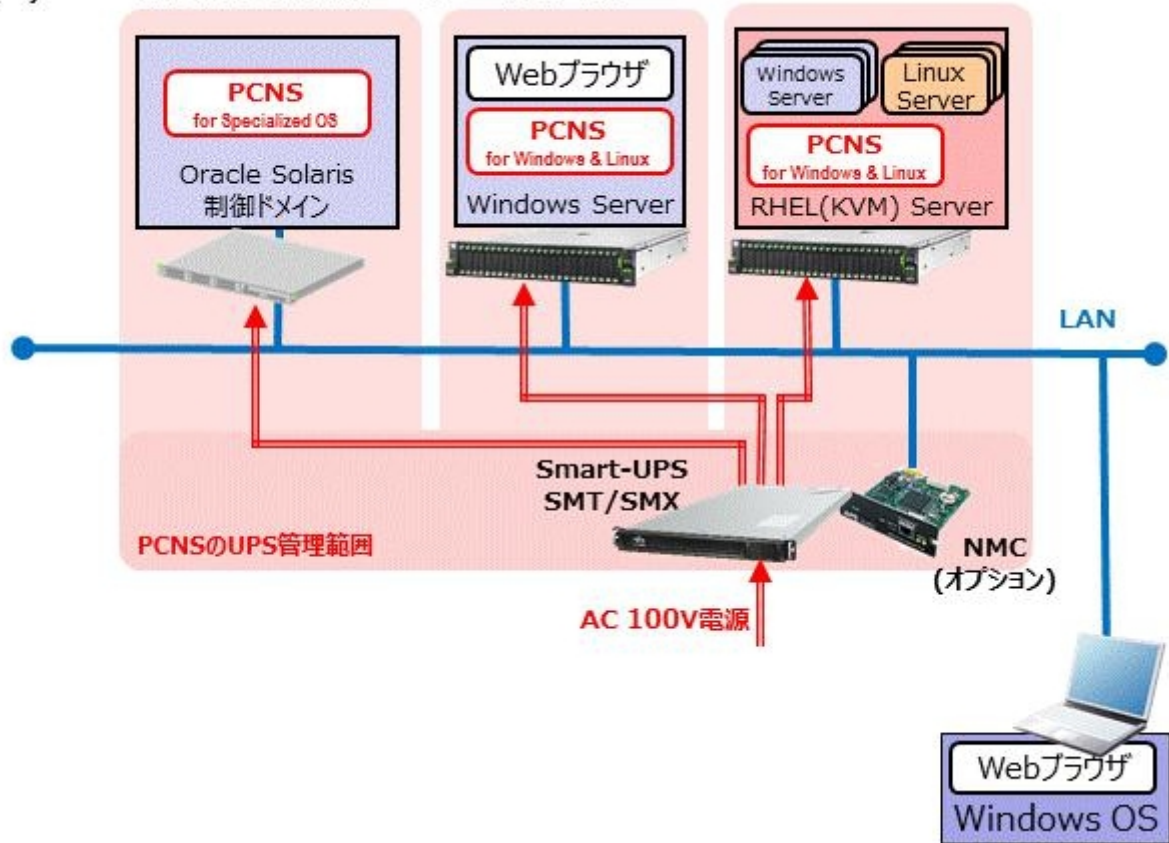 PCNS
for Specialized OS
Oracle Solaris
制御ドメイン
Webブラウザ
PCNS
for Windows & Linux
Windows Server
Windows
Server
Linux
Server
PCNS
for Windows & Linux
RHEL(KVM) Server
LAN
Smart-UPS
SMT/SMX
PCNSのUPS管理範囲
NMC
(オプション)
AC 100V電源
Webブラウザ
Windows OS